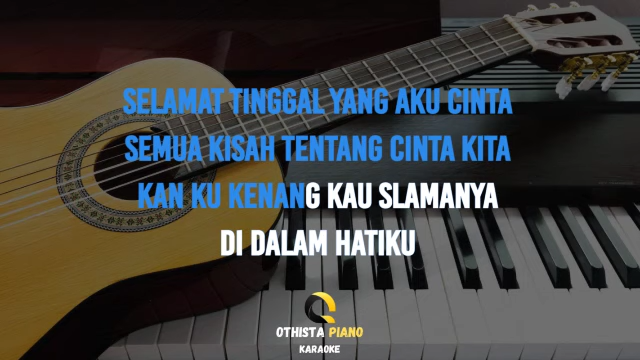 SELAMAT TINGGAL YANG AKU CINTA
SEMUA KISAH TENTANG CINTA KITA
KAN KU KENANG KAU SLAMANYA
DI DALAM HATIKU
OTHISTA PIANO
KARAOKE